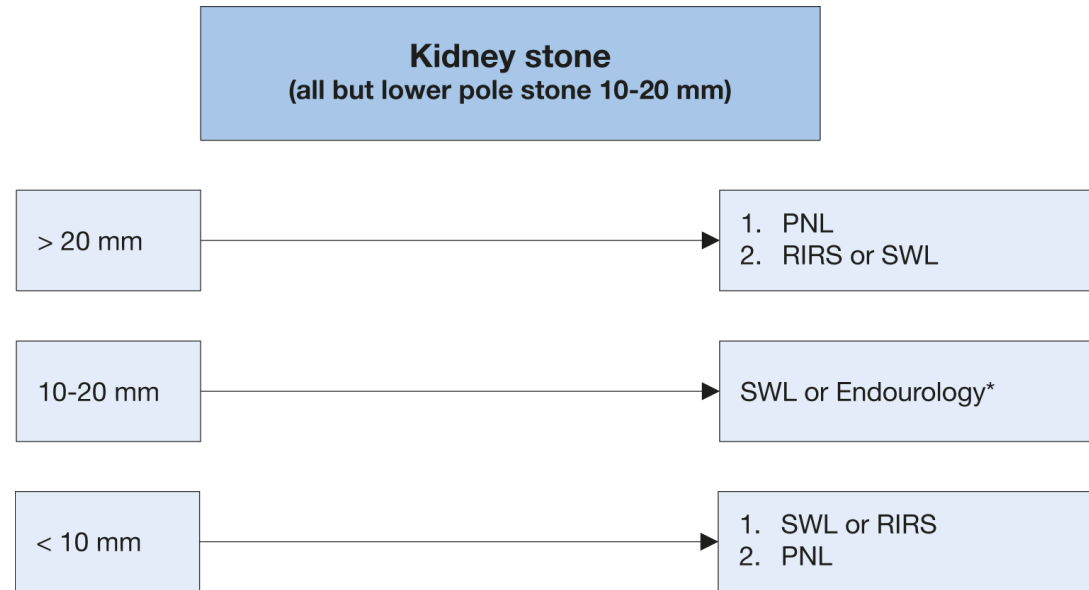 Kidney stone
(all but lower pole stone 10-20 mm)
> 20 mm
1. PNL
2. RIRS or SWL
10-20 mm
SWL or Endourology*
< 10 mm
1. SWL or RIRS
2. PNL